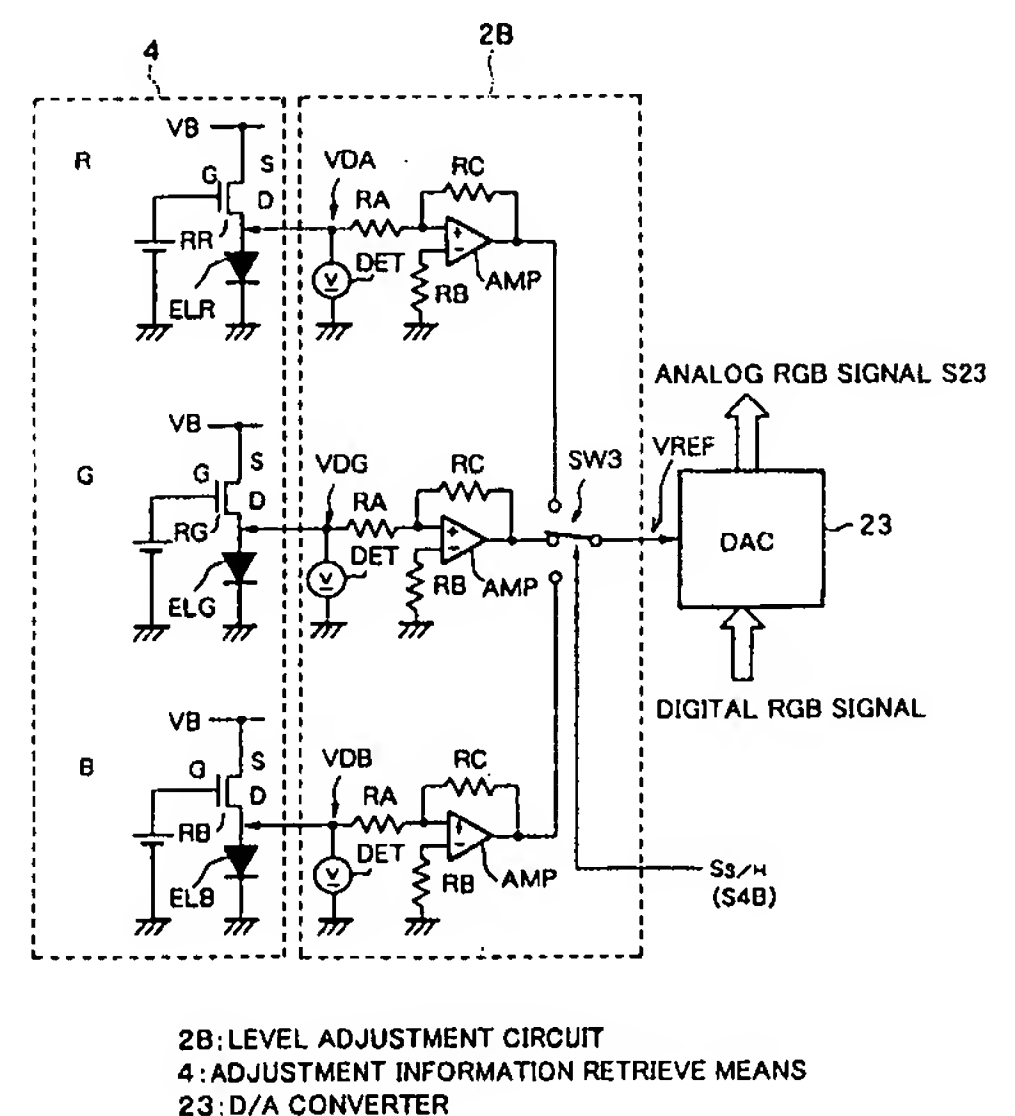 4
2B
R
VB
G
S
D
RR
ELR
VDA
RA
RC
DET
+
−
RB
AMP
ANALOG RGB SIGNAL S23
G
VB
G
S
D
RG
ELG
VDG
RA
RC
V
DET
+
−
RB
AMP
SW3
VREF
DAC
23
DIGITAL RGB SIGNAL
B
VB
G
S
D
RB
ELB
VDB
RA
RC
V
DET
+
−
RB
AMP
V
S3/H
(S4B)
2B:LEVEL ADJUSTMENT CIRCUIT
4:ADJUSTMENT INFORMATION RETRIEVE MEANS
23:D/A CONVERTER